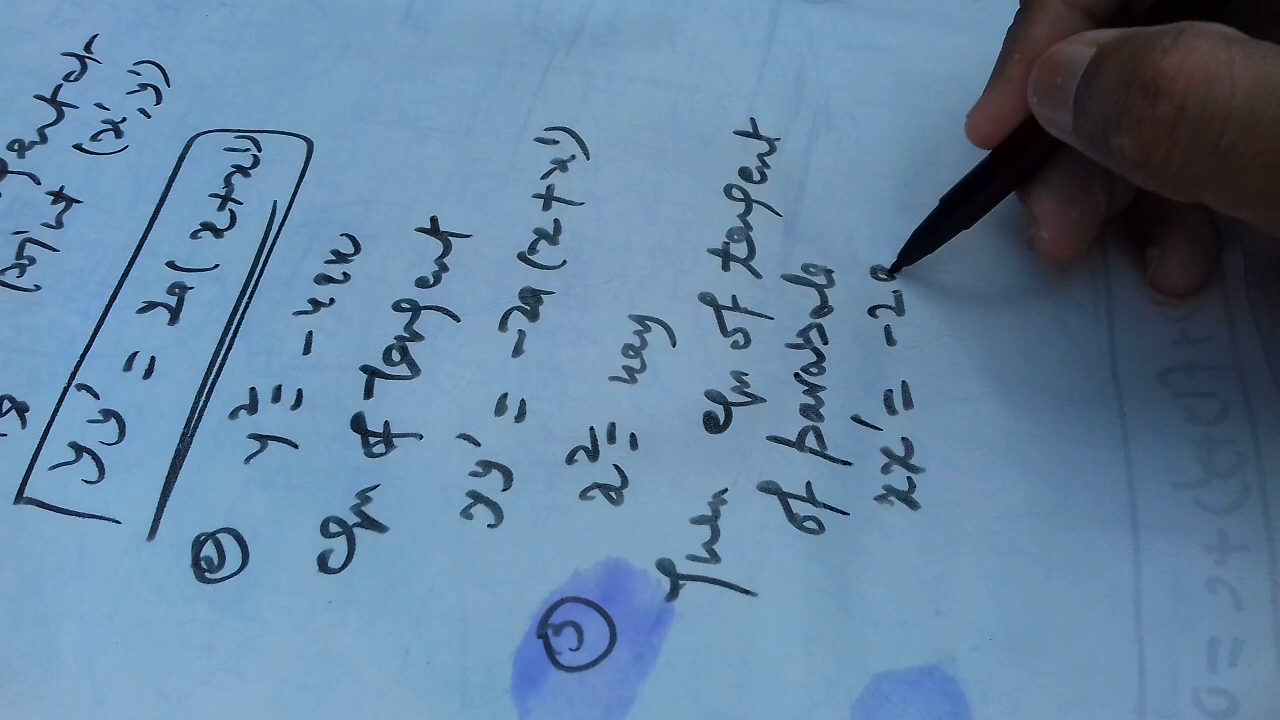 point (x', y')
yy' = 2a (x+x')
② y² = -4ax
eqn of Tangent
yy' = -2a (x+x')
③ x² = 4ay
Then eqn of tangent
of parabola
xx' = -2a